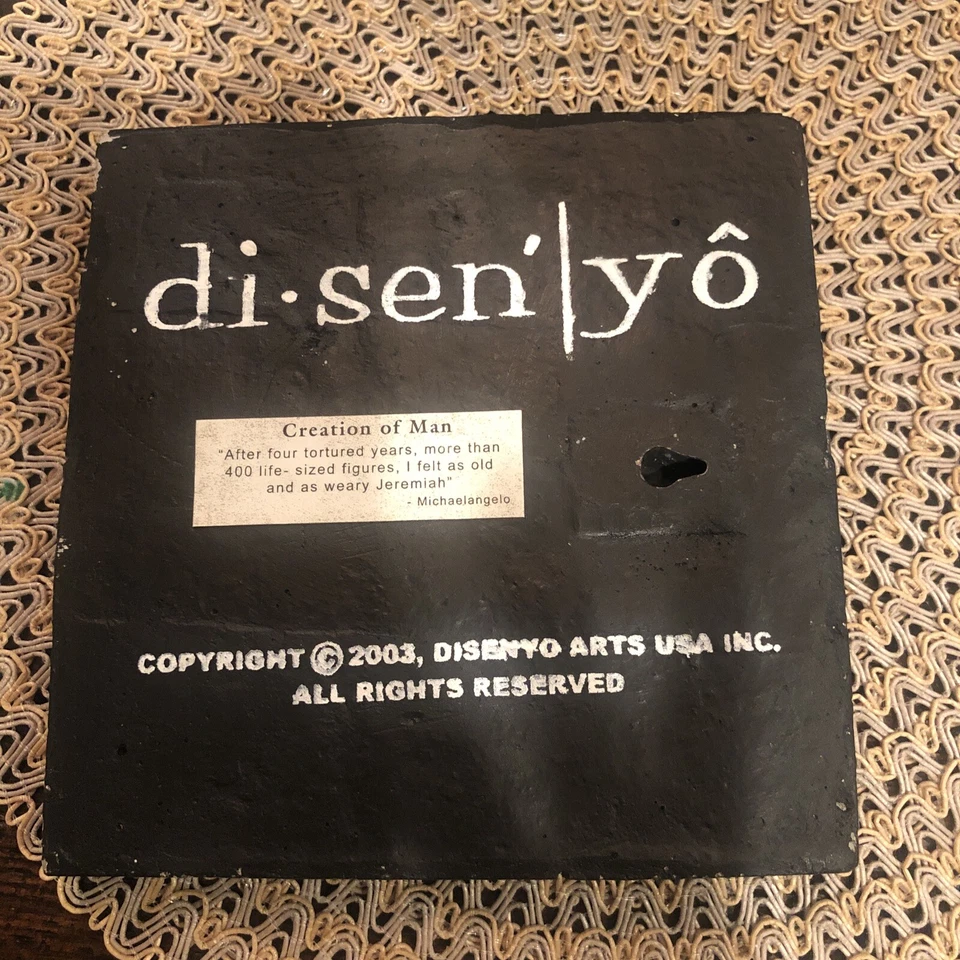 di·sen'|yô
Creation of Man
"After four tortured years, more than
400 life- sized figures, I felt as old
and as weary Jeremiah"
- Michaelangelo
COPYRIGHT © 2003, DISENYO ARTS USA INC.
ALL RIGHTS RESERVED